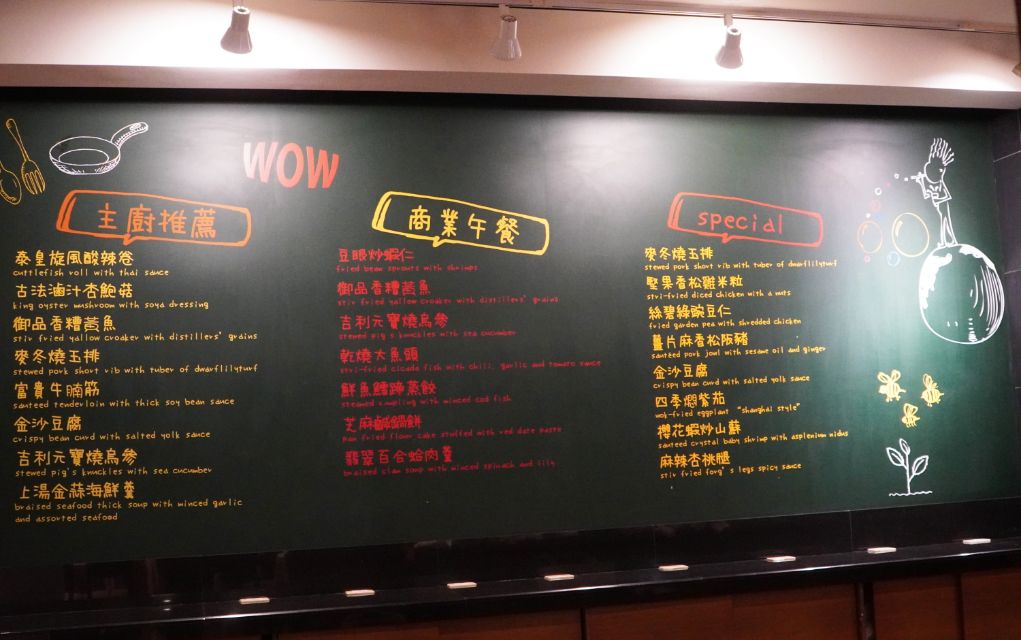 WOW
主廚推薦
泰皇旋風酸辣卷
cuttlefish roll with thai sauce
古法滷汁杏鮑菇
king oyster mushroom with soya dressing
御品香糟黃魚
stir fried yallow croaker with distillers' grains
麥冬燒玉排
stewed pork short rib with tuber of dwarflilyturf
富貴牛腩筋
sauteed tenderloin with thick soy bean sauce
金沙豆腐
crispy bean curd with salted yolk sauce
吉利元寶燒烏參
stewed pig's knuckles with sea cucumber
上湯金蒜海鮮羹
braised seafood thick soup with minced garlic
and assorted seafood
商業午餐
豆眼炒蝦仁
fried bean sprouts with shrimps
御品香糟黃魚
stir fried yallow croaker with distillers' grains
吉利元寶燒烏參
stewed pig's knuckles with sea cucumber
乾燒大魚頭
stri-fried cicada fish with chili, garlic and tomato sauce
鮮魚鱈蹄蒸餃
steamed with minced cod fish
芝麻鹹鍋餅
pan fried flour cake stuffed with red date paste
翡翠百合蛤肉羹
braised clam soup with minced spinach and lily
special
麥冬燒玉排
stewed pork short rib with tuber of dwarflilyturf
堅果香松雞米粒
stri-fried diced chicken with a nuts
絲碧綠豌豆仁
fried garden pea with shredded chicken
薑片麻香松阪豬
sauteed pork jowl with sesame oil and ginger
金沙豆腐
crispy bean curd with salted yolk sauce
四季燜紫茄
wok-fried eggplant "shanghai style"
櫻花蝦炒山蘇
sauteed crystal baby shrimp with asplenium nidus
麻辣杏桃腿
stir fried forg's legs spicy sauce